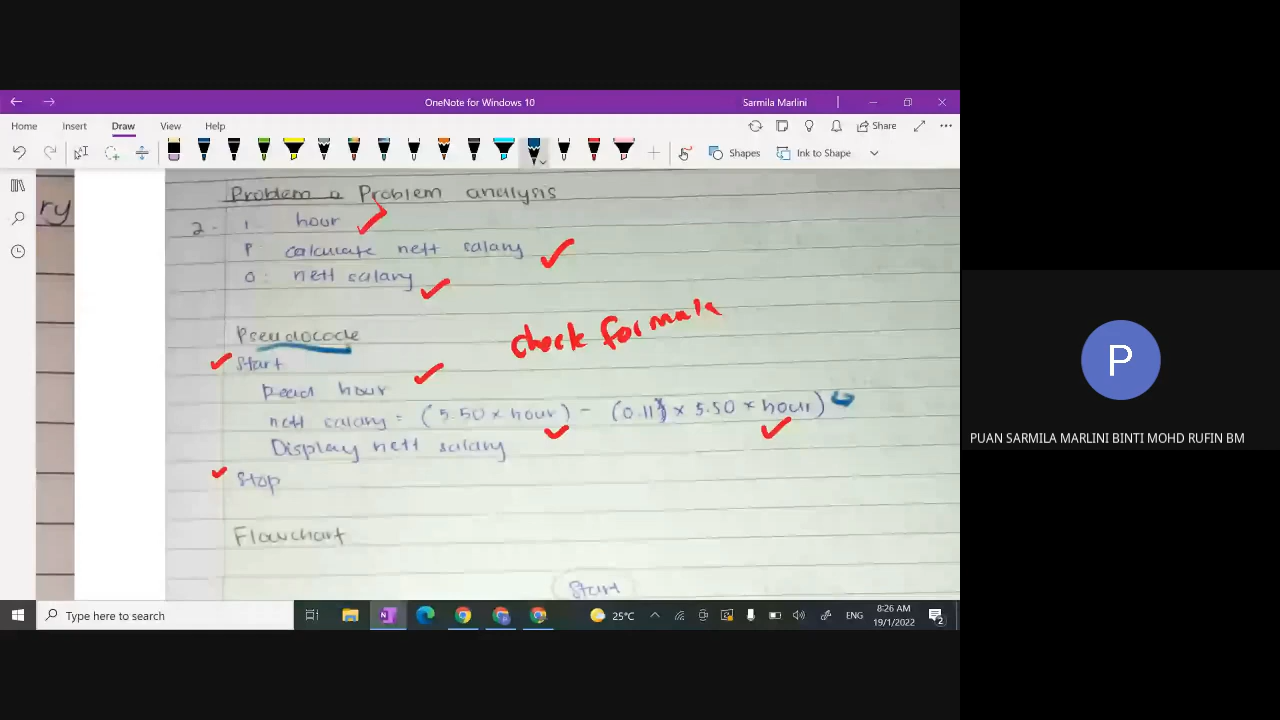 OneNote for Windows 10
Sarmila Marlini
Home Insert Draw View Help
Share
Shapes
Ink to Shape
ry
Problem a Problem analysis
2. I hour
P calculate nett salary
O: nett salary
Pseudocode
check formula
Start
Read hour
nett salary = (5.50 × hour) - (0.11 × 5.50 × hour)
Display nett salary
Stop
Flowchart
Start
P
PUAN SARMILA MARLINI BINTI MOHD RUFIN BM
Type here to search
25°C
ENG
8:26 AM
19/1/2022
2